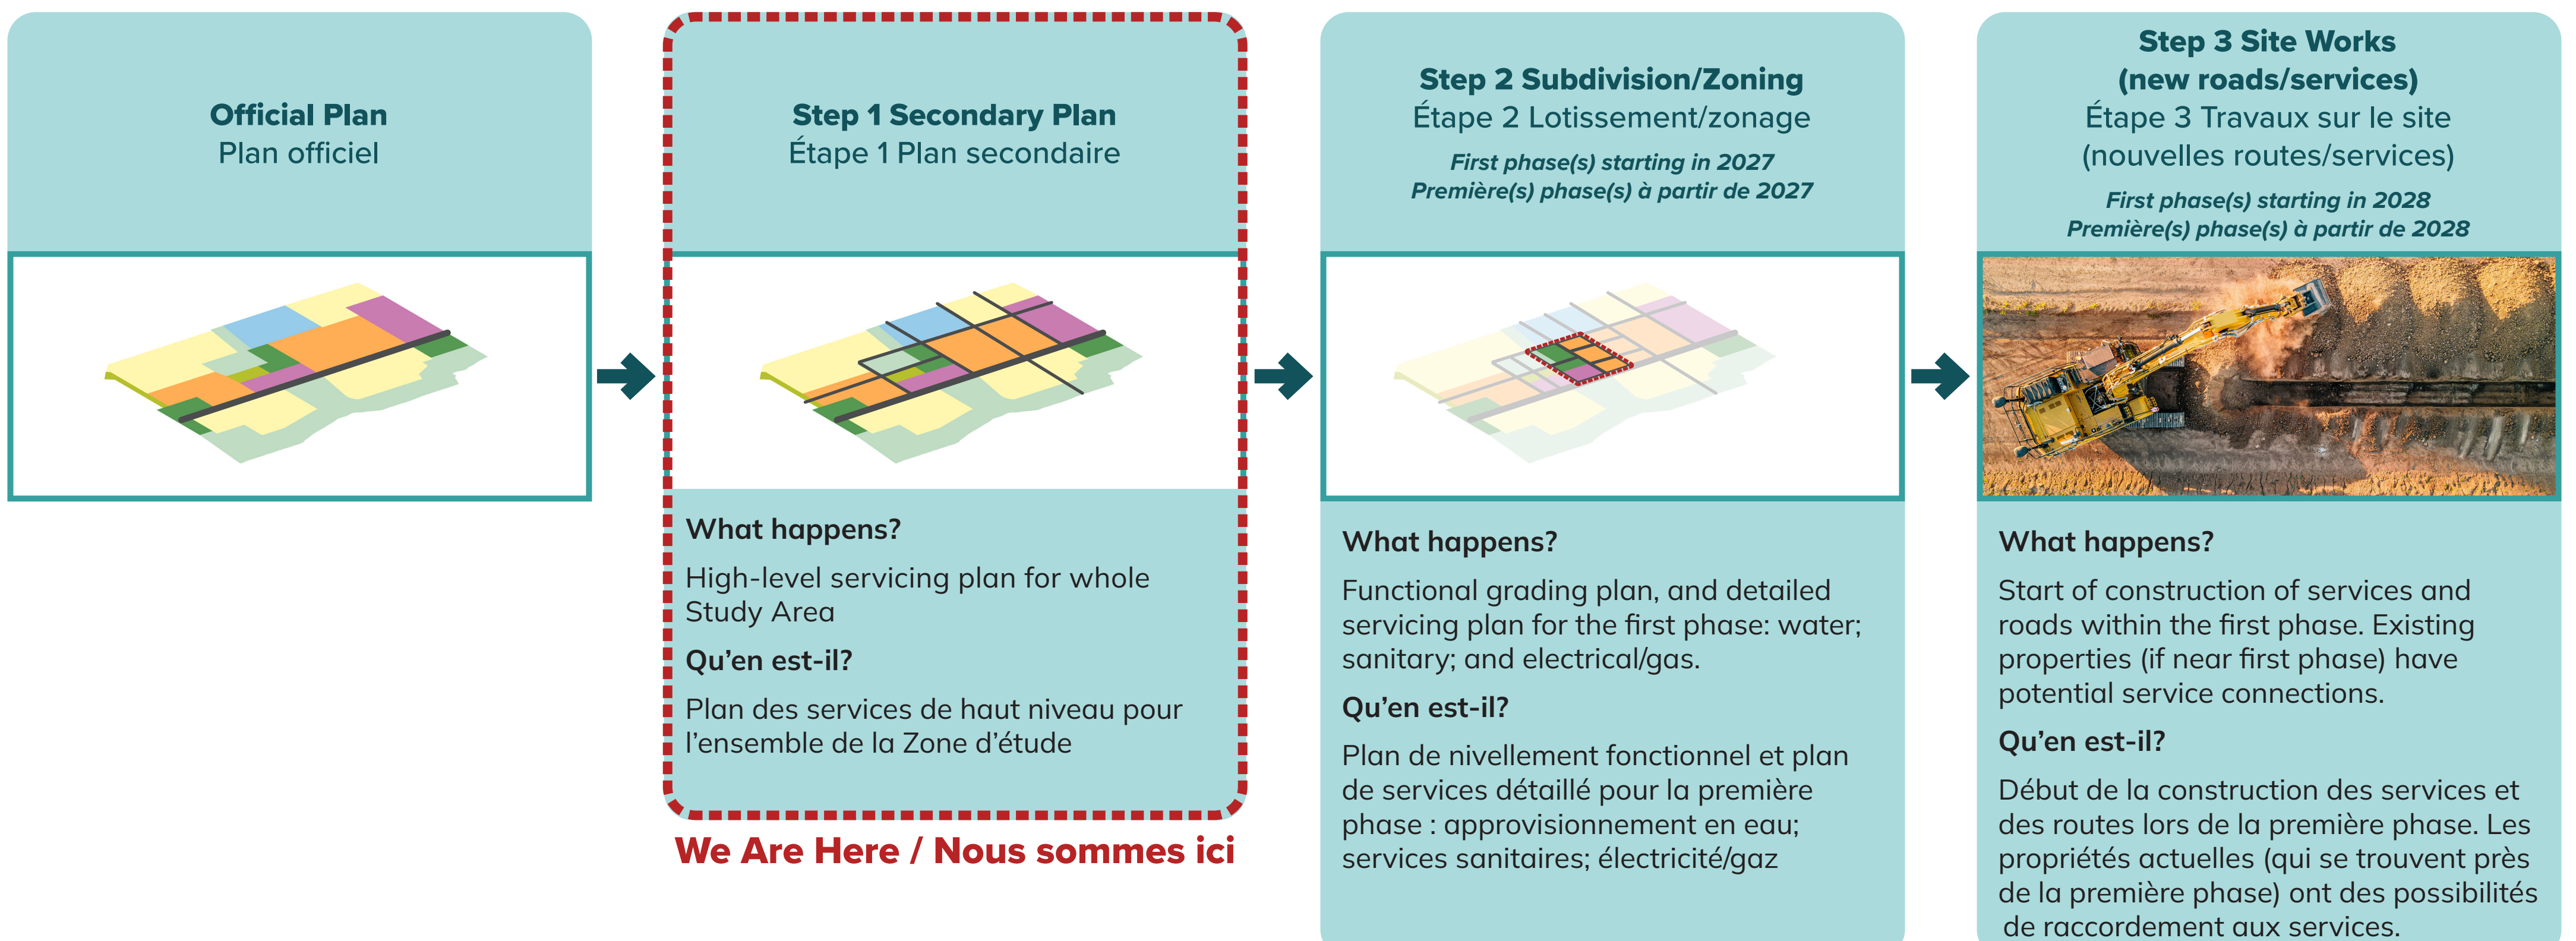 Official Plan
Plan officiel
Step 1 Secondary Plan
Étape 1 Plan secondaire
What happens?
High-level servicing plan for whole
Study Area
Qu’en est-il?
Plan des services de haut niveau pour
l’ensemble de la Zone d’étude
We Are Here / Nous sommes ici
Step 2 Subdivision/Zoning
Étape 2 Lotissement/zonage
First phase(s) starting in 2027
Première(s) phase(s) à partir de 2027
What happens?
Functional grading plan, and detailed
servicing plan for the first phase: water;
sanitary; and electrical/gas.
Qu’en est-il?
Plan de nivellement fonctionnel et plan
de services détaillé pour la première
phase : approvisionnement en eau;
services sanitaires; électricité/gaz
Step 3 Site Works
(new roads/services)
Étape 3 Travaux sur le site
(nouvelles routes/services)
First phase(s) starting in 2028
Première(s) phase(s) à partir de 2028
What happens?
Start of construction of services and
roads within the first phase. Existing
properties (if near first phase) have
potential service connections.
Qu’en est-il?
Début de la construction des services et
des routes lors de la première phase. Les
propriétés actuelles (qui se trouvent près
de la première phase) ont des possibilités
de raccordement aux services.